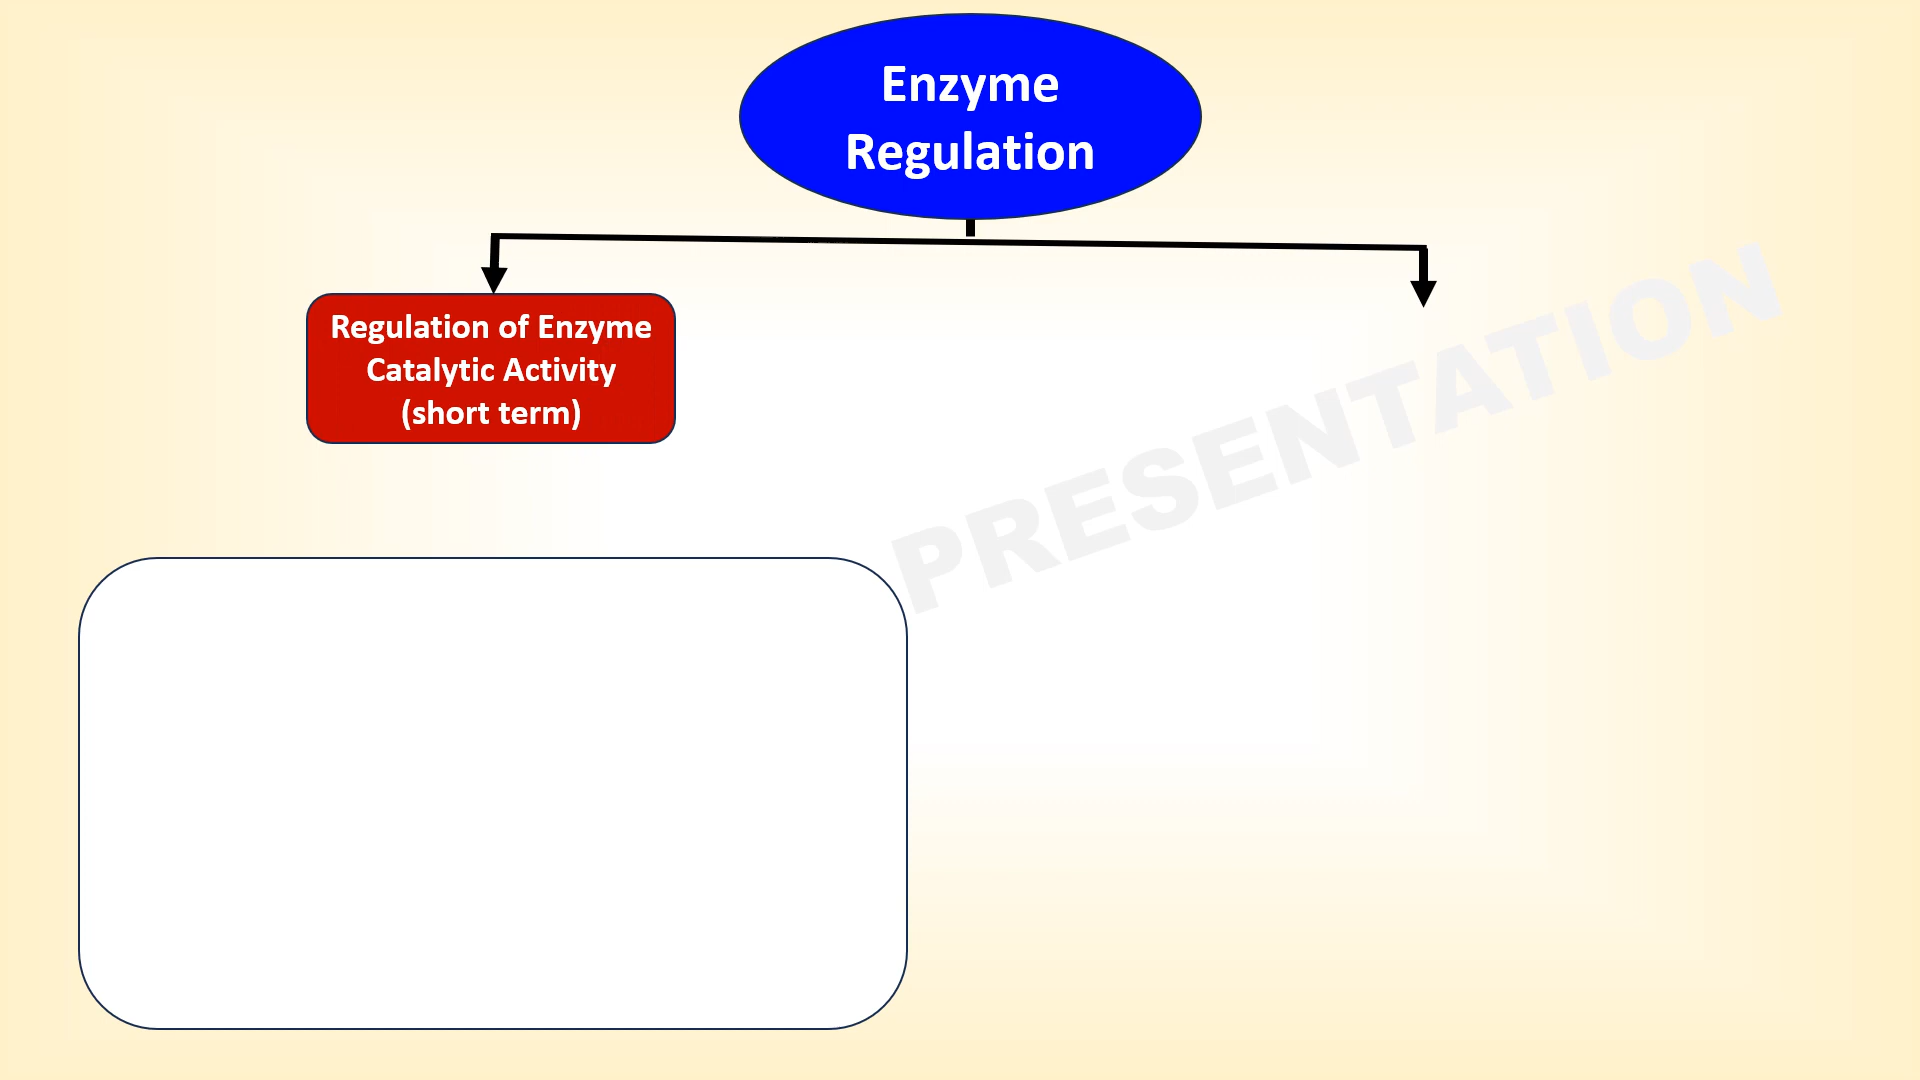 Enzyme
Regulation
Regulation of Enzyme
Catalytic Activity
(short term)
PRESENTATION